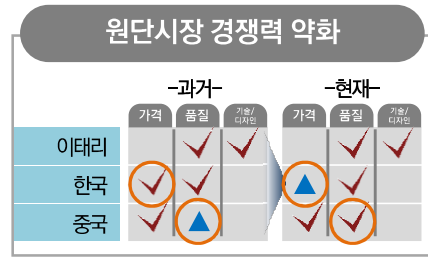 원단시장 경쟁력 약화
-과거- -현재-
가격 품질 기술/디자인 가격 품질 기술/디자인
이태리
한국
중국